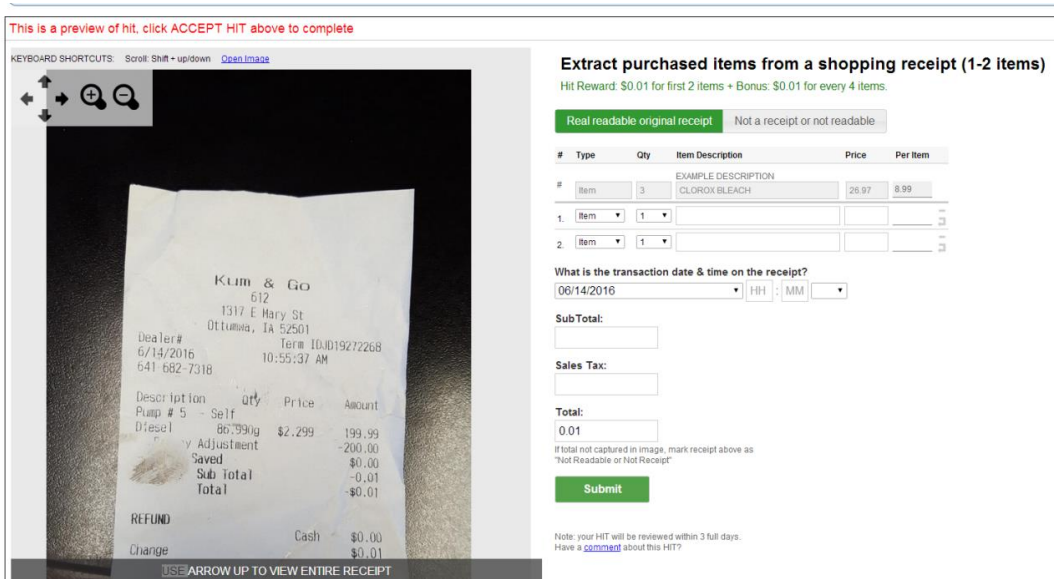 This is a preview of hit, click ACCEPT HIT above to complete
KEYBOARD SHORTCUTS: Scroll: Shift + up/down Open Image
Kum & Go
612
1317 E Mary St
Ottumwa, IA 52501
Dealer# Term IDJD19272268
6/14/2016 10:55:37 AM
641-682-7318
Description Qty Price Amount
Pump # 5 - Self
Diesel 86.990g $2.299 199.99
Adjustment -200.00
Saved $0.00
Sub Total -0.01
Total -$0.01
REFUND
Cash $0.00
Change $0.01
USE ARROW UP TO VIEW ENTIRE RECEIPT
Extract purchased items from a shopping receipt (1-2 items)
Hit Reward: $0.01 for first 2 items + Bonus: $0.01 for every 4 items.
Real readable original receipt Not a receipt or not readable
# Type Qty Item Description Price Per Item
EXAMPLE DESCRIPTION
# Item 3 CLOROX BLEACH 26.97 8.99
1. Item 1
2. Item 1
What is the transaction date & time on the receipt?
06/14/2016 HH : MM
SubTotal:
Sales Tax:
Total:
0.01
If total not captured in image, mark receipt above as
"Not Readable or Not Receipt"
Submit
Note: your HIT will be reviewed within 3 full days.
Have a comment about this HIT?